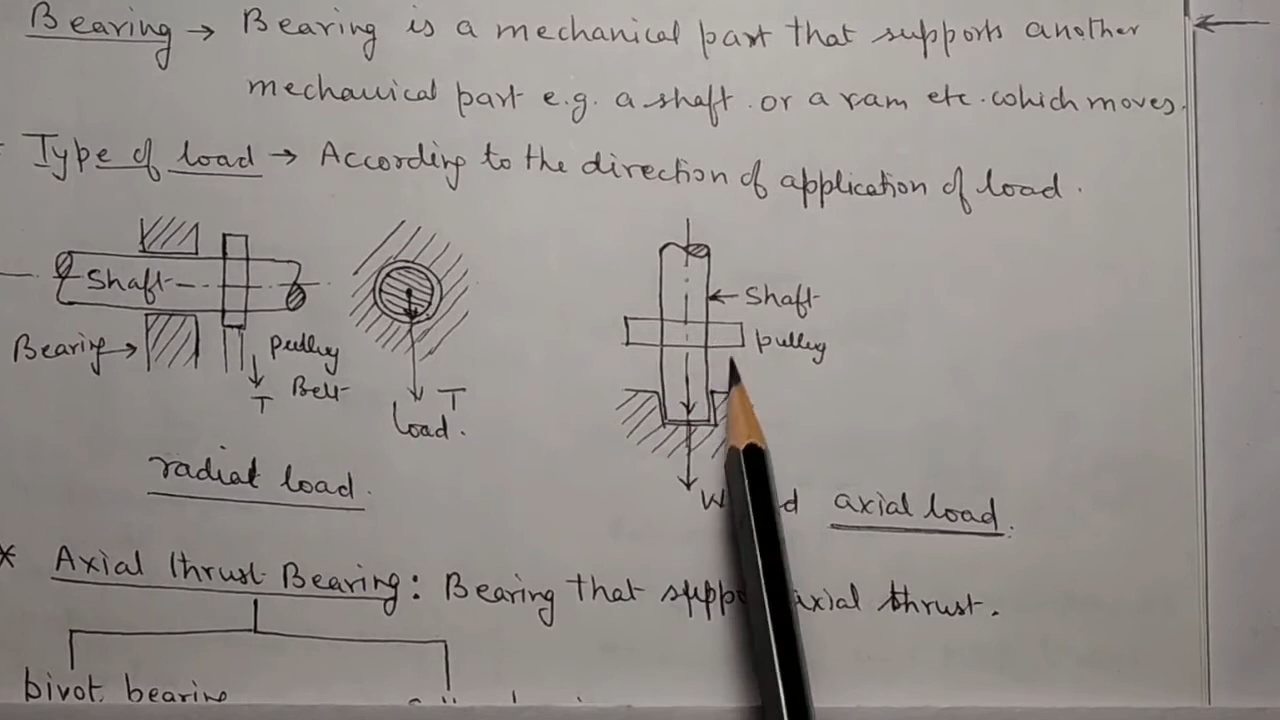 Bearing → Bearing is a mechanical part that supports another
mechanical part e.g. a shaft or a ram etc. which moves.
Type of load → According to the direction of application of load.
Shaft
Bearing →
pulley
Belt
T
T
load.
radial load.
← Shaft
pulley
W
axial load.
* Axial thrust Bearing: Bearing that axial thrust.
pivot bearing